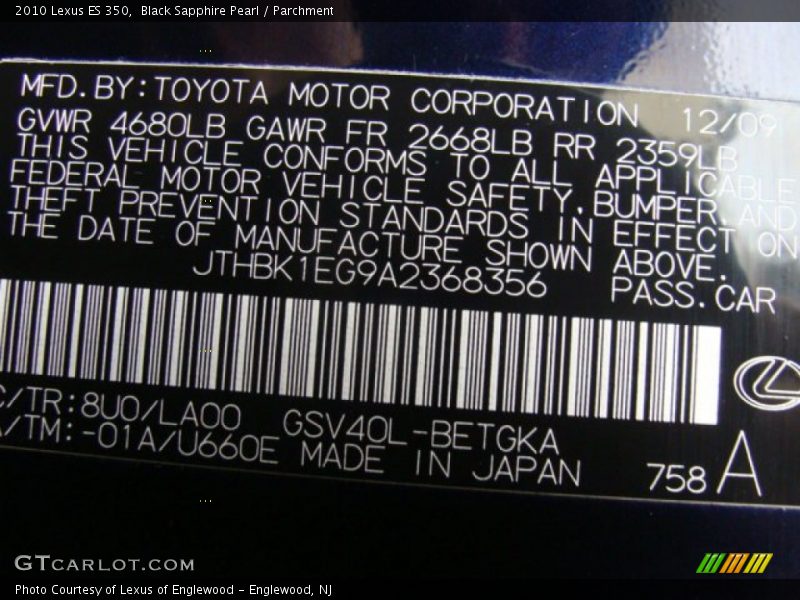 2010 Lexus ES 350, Black Sapphire Pearl / Parchment
MFD. BY: TOYOTA MOTOR CORPORATION 12/09
GVWR 4680LB GAWR FR 2668LB RR 2359LB
THIS VEHICLE CONFORMS TO ALL APPLICABLE
FEDERAL MOTOR VEHICLE SAFETY, BUMPER, AND
THEFT PREVENTION STANDARDS IN EFFECT ON
THE DATE OF MANUFACTURE SHOWN ABOVE.
JTHBK1EG9A2368356 PASS. CAR
C/TR: 8U0/LA00 GSV40L-BETGKA
A/TM: -01A/U660E MADE IN JAPAN 758 A
GTCARLOT.COM
Photo Courtesy of Lexus of Englewood - Englewood, NJ